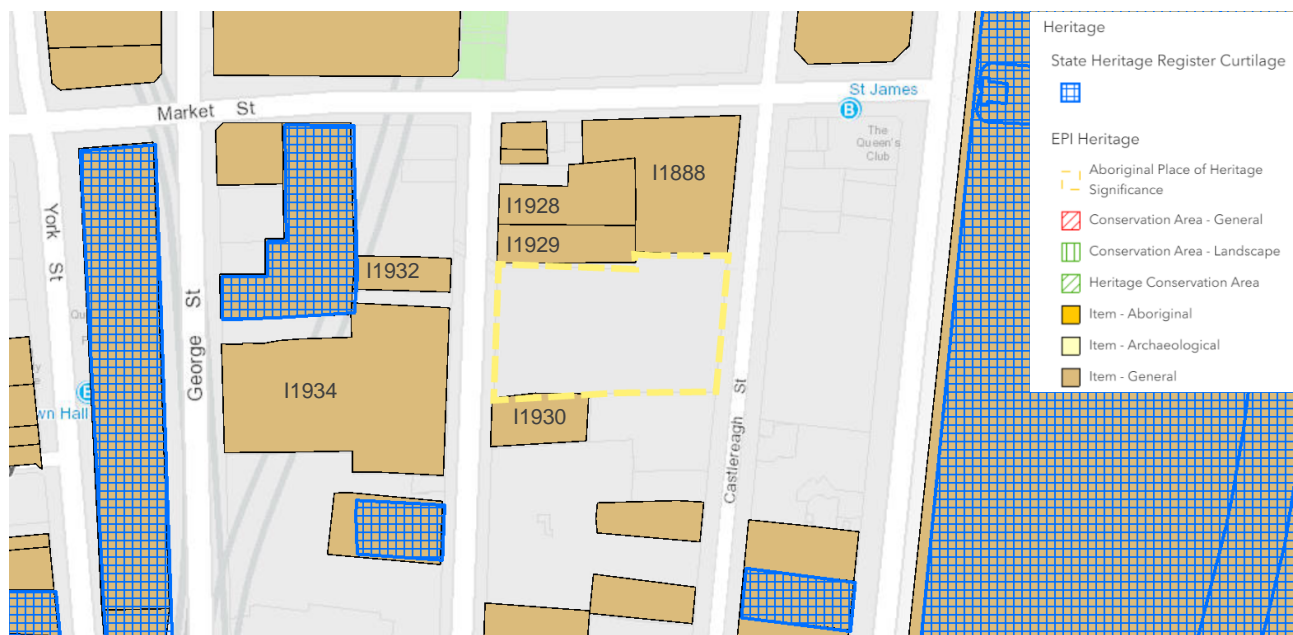 Market St
St James
B
The
Queen's
Club
York St
George St
Castlereagh St
I1888
I1928
I1929
I1932
I1934
I1930
wn Hall
Heritage
State Heritage Register Curtilage
EPI Heritage
Aboriginal Place of Heritage
Significance
Conservation Area - General
Conservation Area - Landscape
Heritage Conservation Area
Item - Aboriginal
Item - Archaeological
Item - General